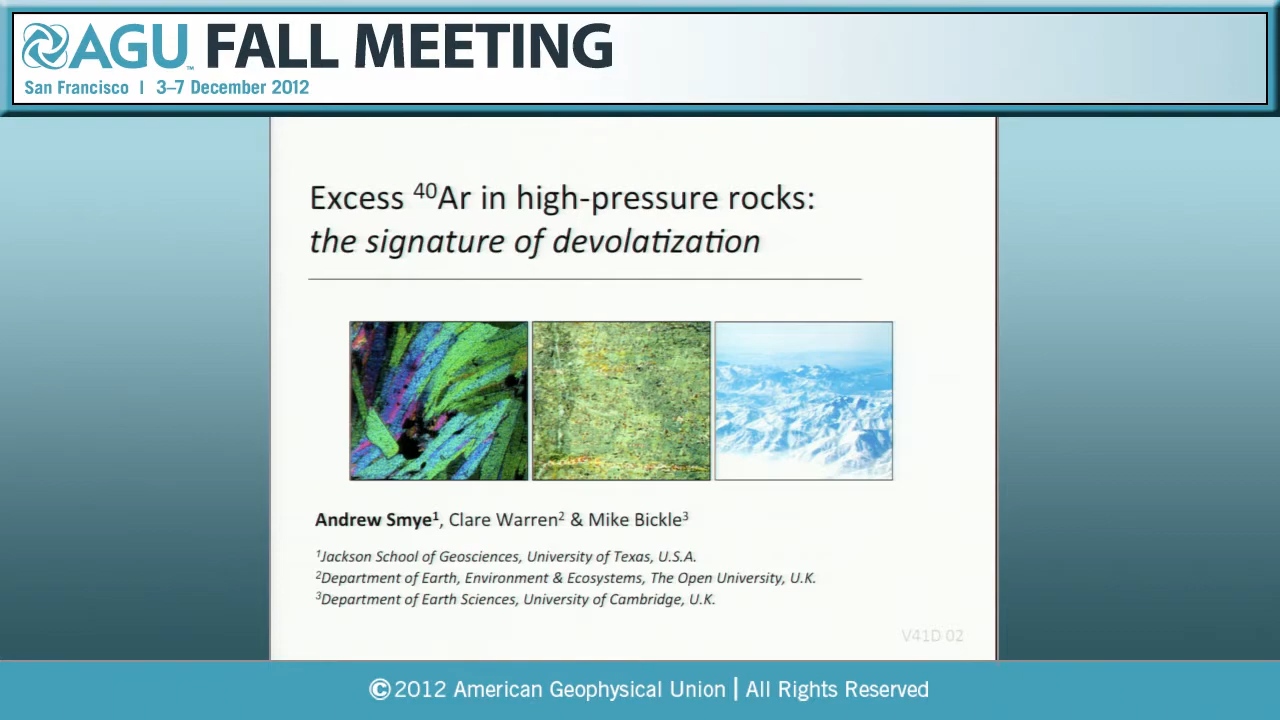 AGU FALL MEETING
San Francisco | 3–7 December 2012
Excess ⁴⁰Ar in high-pressure rocks:
the signature of devolatization
Andrew Smye¹, Clare Warren² & Mike Bickle³
¹Jackson School of Geosciences, University of Texas, U.S.A.
²Department of Earth, Environment & Ecosystems, The Open University, U.K.
³Department of Earth Sciences, University of Cambridge, U.K.
V41D 02
©2012 American Geophysical Union | All Rights Reserved